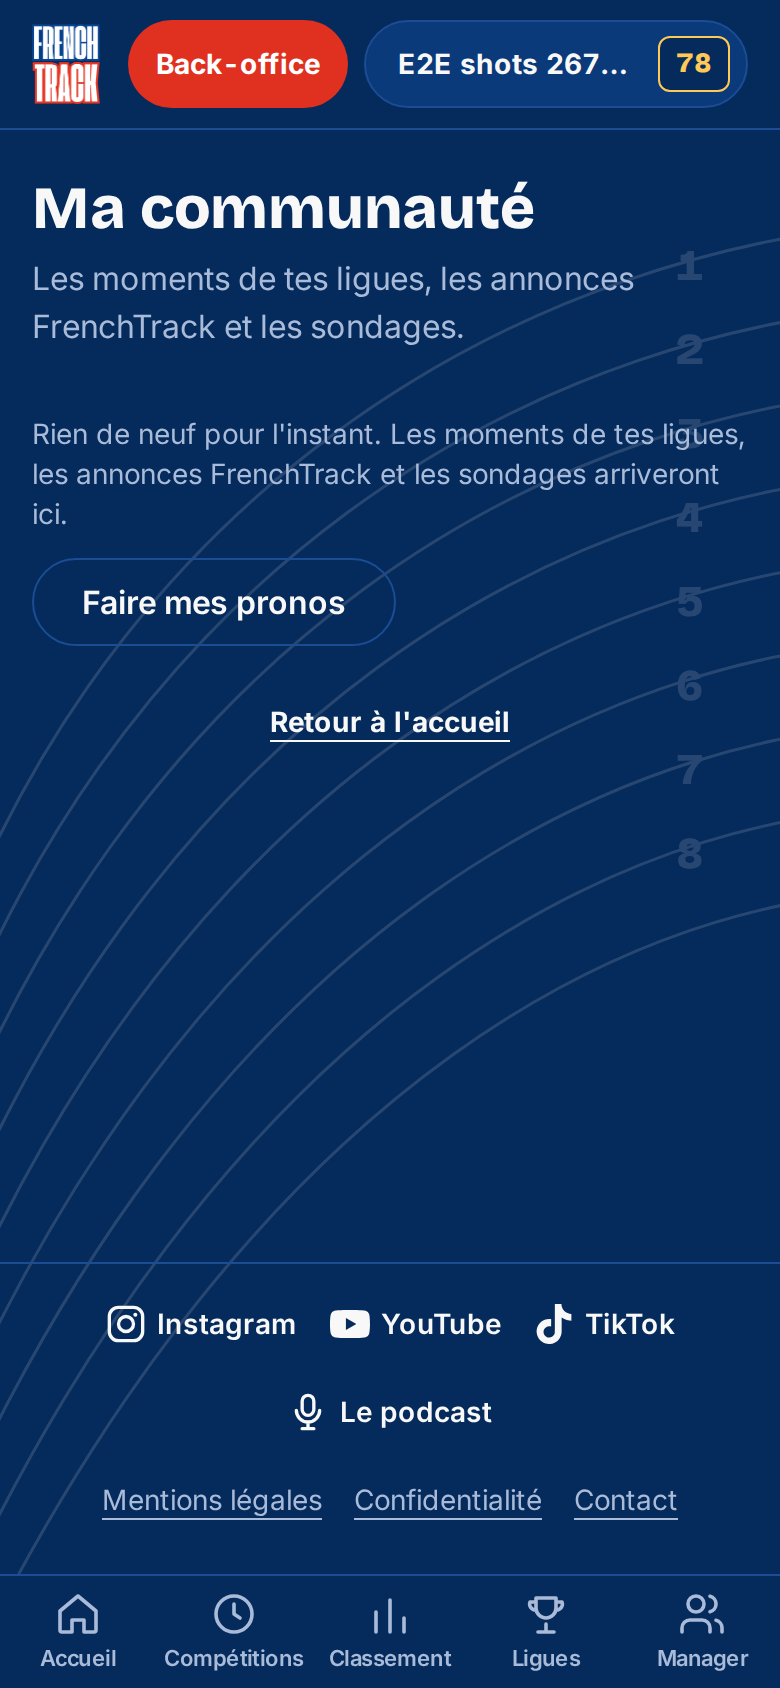 FRENCH
TRACK
Back-office
E2E shots 267...
78
Ma communauté
Les moments de tes ligues, les annonces
FrenchTrack et les sondages.
1
2
3
4
5
6
7
8
Rien de neuf pour l'instant. Les moments de tes ligues,
les annonces FrenchTrack et les sondages arriveront
ici.
Faire mes pronos
Retour à l'accueil
Instagram
YouTube
TikTok
Le podcast
Mentions légales
Confidentialité
Contact
Accueil
Compétitions
Classement
Ligues
Manager